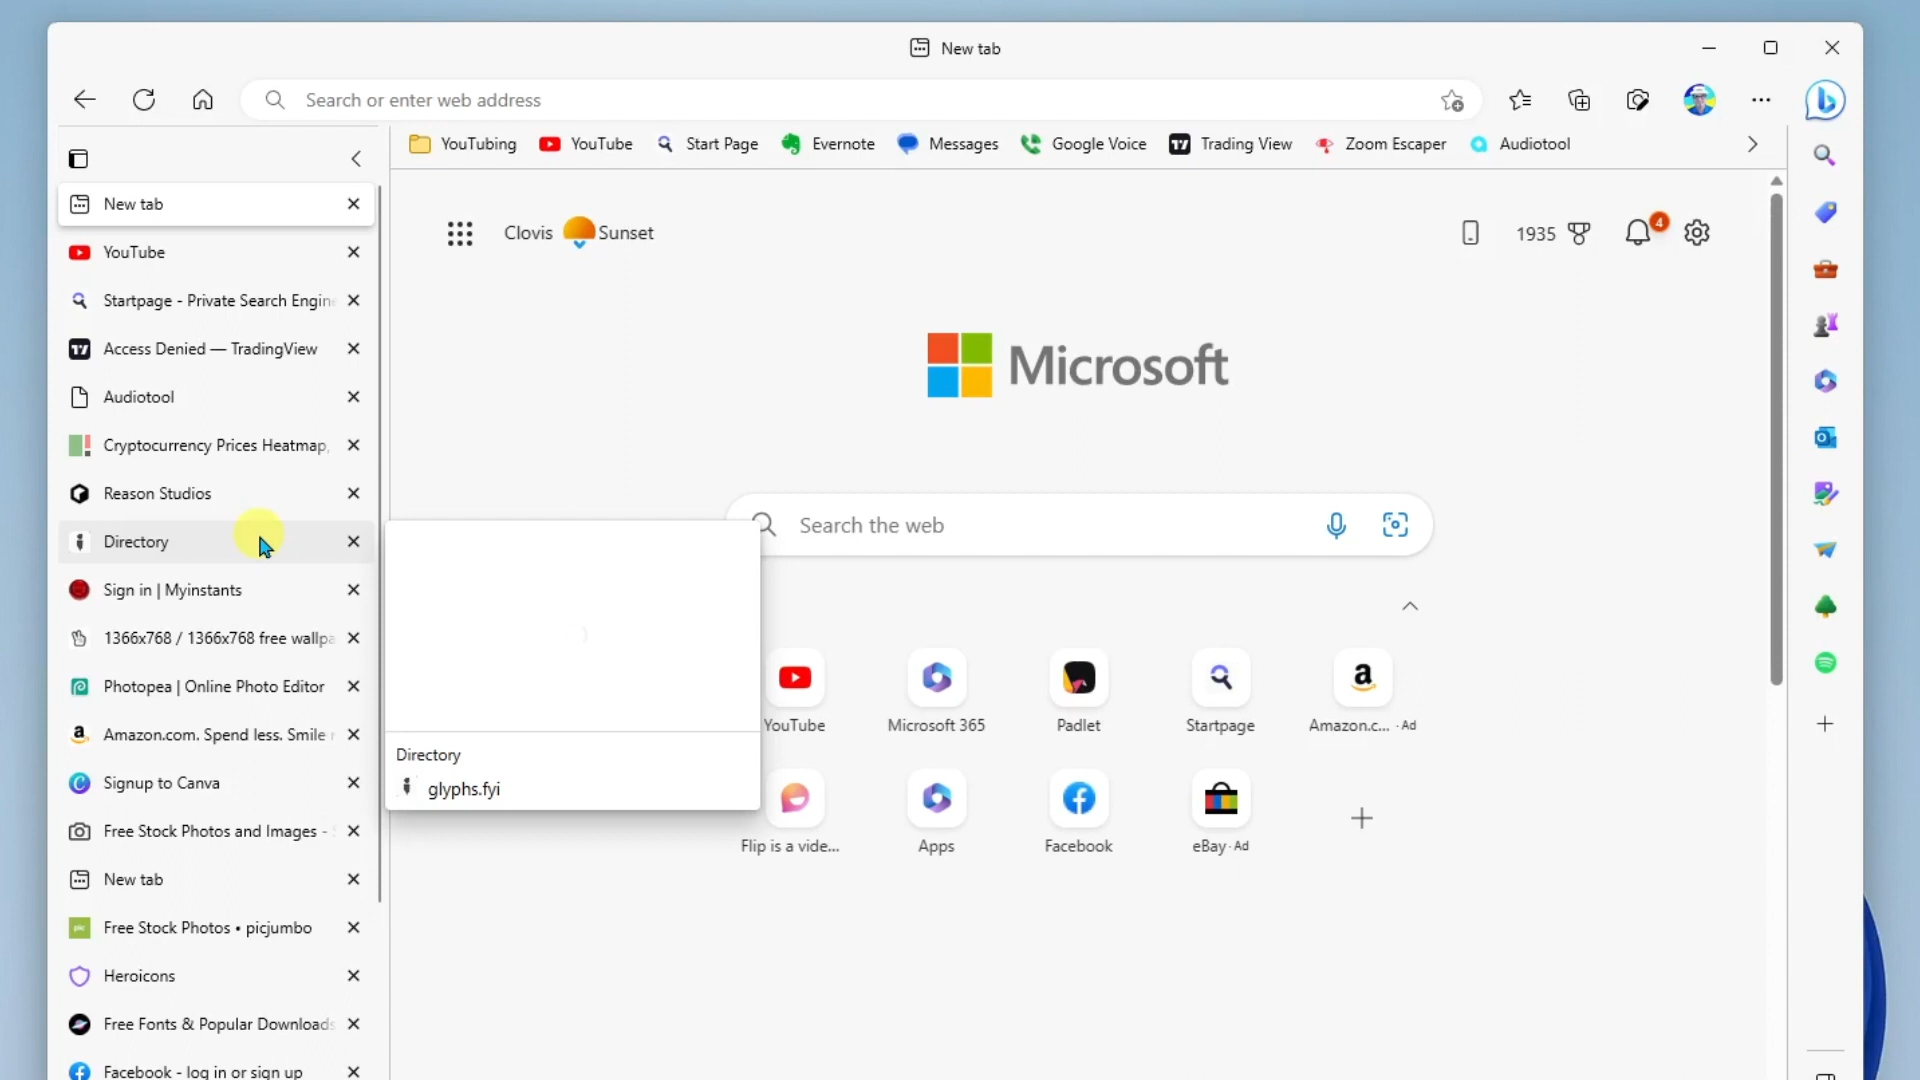 New tab
Search or enter web address
YouTubing
YouTube
Start Page
Evernote
Messages
Google Voice
Trading View
Zoom Escaper
Audiotool
New tab
YouTube
Startpage - Private Search Engin
Access Denied — TradingView
Audiotool
Cryptocurrency Prices Heatmap,
Reason Studios
Directory
Sign in | Myinstants
1366x768 / 1366x768 free wallpa
Photopea | Online Photo Editor
Amazon.com. Spend less. Smile
Signup to Canva
Free Stock Photos and Images -
New tab
Free Stock Photos • picjumbo
Heroicons
Free Fonts & Popular Downloads
Facebook - log in or sign up
Directory
glyphs.fyi
Clovis
Sunset
1935
4
Microsoft
Search the web
YouTube
Microsoft 365
Padlet
Startpage
Amazon.c... · Ad
Flip is a vide...
Apps
Facebook
eBay · Ad